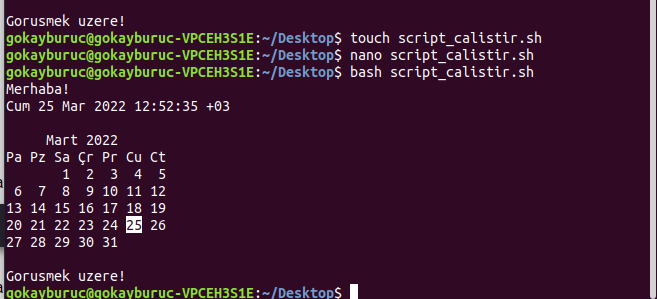 Gorusmek uzere!
gokayburuc@gokayburuc-VPCEH3S1E:~/Desktop$ touch script_calistir.sh
gokayburuc@gokayburuc-VPCEH3S1E:~/Desktop$ nano script_calistir.sh
gokayburuc@gokayburuc-VPCEH3S1E:~/Desktop$ bash script_calistir.sh
Merhaba!
Cum 25 Mar 2022 12:52:35 +03
Mart 2022
Pa Pz Sa Çr Pr Cu Ct
1 2 3 4 5
6 7 8 9 10 11 12
13 14 15 16 17 18 19
20 21 22 23 24 25 26
27 28 29 30 31
Gorusmek uzere!
gokayburuc@gokayburuc-VPCEH3S1E:~/Desktop$